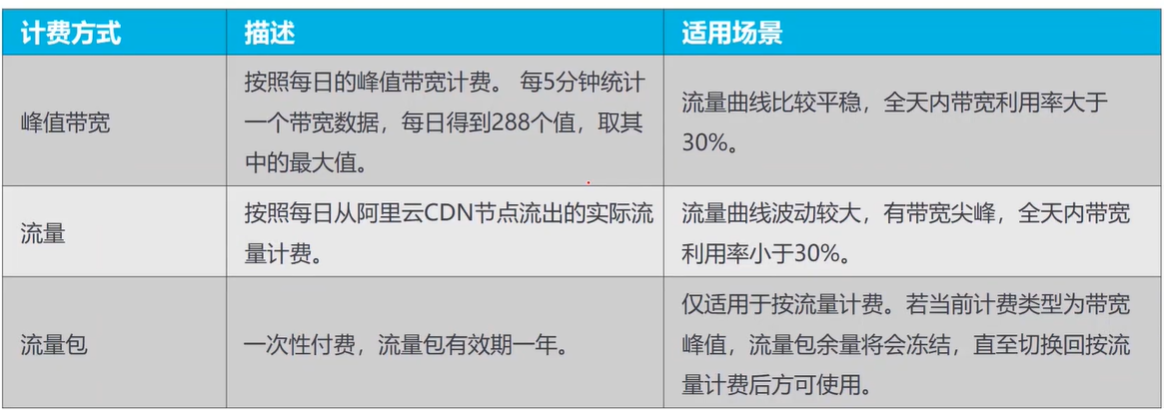 计费方式
描述
适用场景
峰值带宽
按照每日的峰值带宽计费。 每5分钟统计
一个带宽数据，每日得到288个值，取其
中的最大值。
流量曲线比较平稳，全天内带宽利用率大于
30%。
流量
按照每日从阿里云CDN节点流出的实际流
量计费。
流量曲线波动较大，有带宽尖峰，全天内带宽
利用率小于30%。
流量包
一次性付费，流量包有效期一年。
仅适用于按流量计费。若当前计费类型为带宽
峰值，流量包余量将会冻结，直至切换回按流
量计费后方可使用。